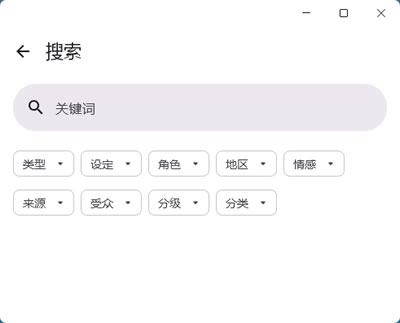 搜索
关键词
类型 设定 角色 地区 情感
来源 受众 分级 分类